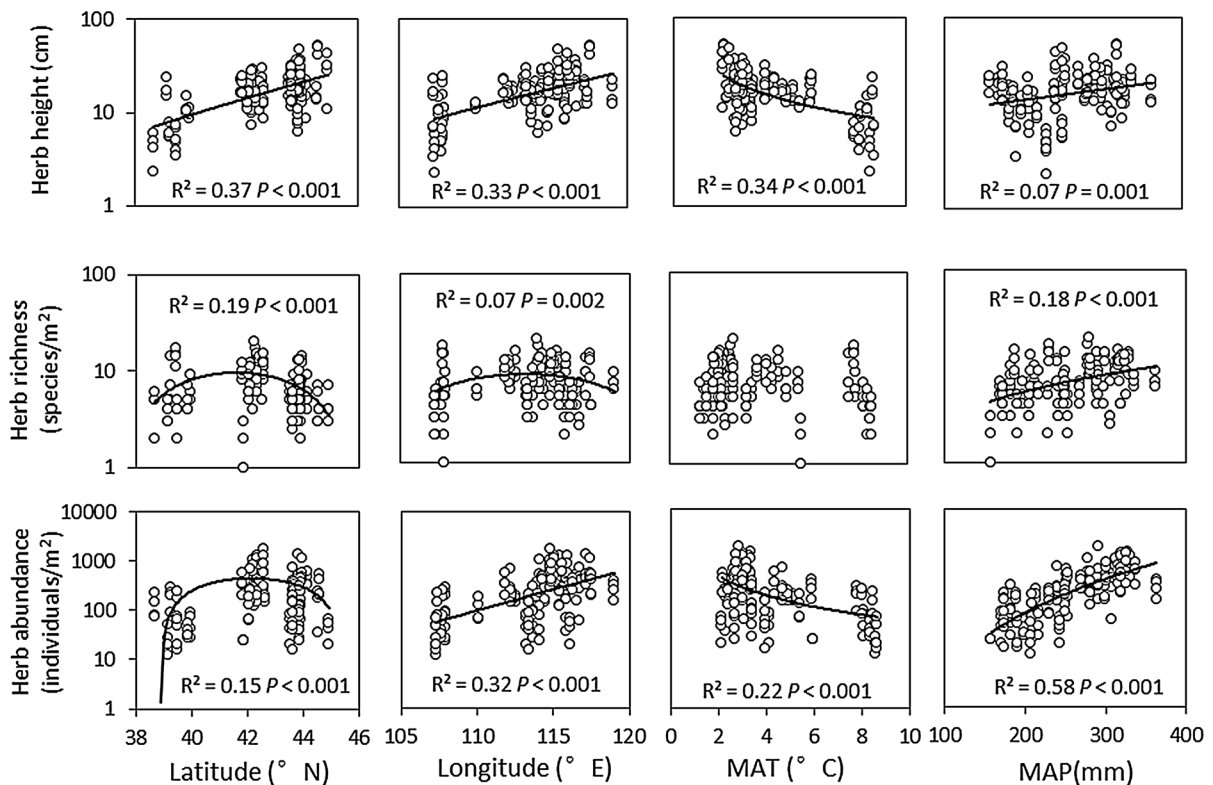 Herb height (cm)
100
10
1
R² = 0.37 P < 0.001
R² = 0.33 P < 0.001
R² = 0.34 P < 0.001
R² = 0.07 P = 0.001
Herb richness
(species/m²)
100
10
1
R² = 0.19 P < 0.001
R² = 0.07 P = 0.002
R² = 0.18 P < 0.001
Herb abundance
(individuals/m²)
10000
1000
100
10
1
R² = 0.15 P < 0.001
R² = 0.32 P < 0.001
R² = 0.22 P < 0.001
R² = 0.58 P < 0.001
38 40 42 44 46
105 110 115 120
0 2 4 6 8 10
100 200 300 400
Latitude (° N)
Longitude (° E)
MAT (° C)
MAP(mm)